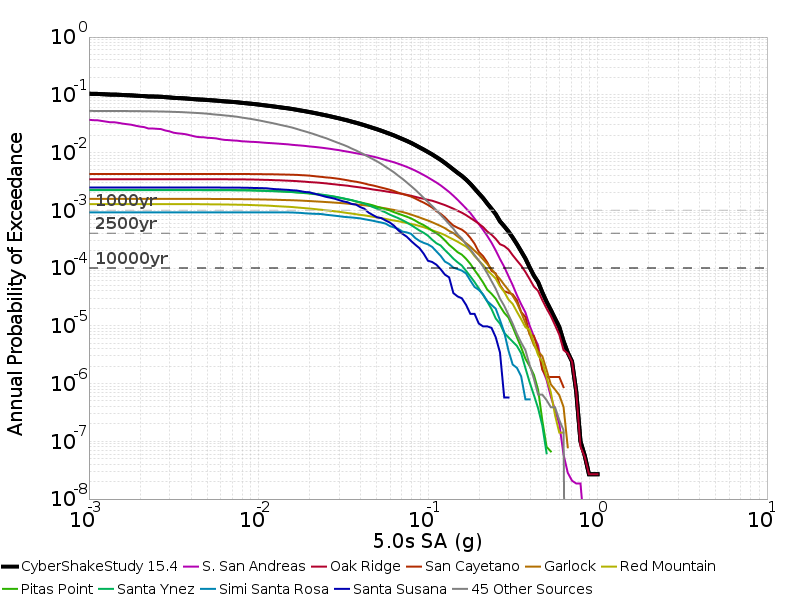 10^0
10^-1
10^-2
10^-3
10^-4
10^-5
10^-6
10^-7
10^-8
Annual Probability of Exceedance
1000yr
2500yr
10000yr
10^-3 10^-2 10^-1 10^0 10^1
5.0s SA (g)
CyberShakeStudy 15.4 S. San Andreas Oak Ridge San Cayetano Garlock Red Mountain
Pitas Point Santa Ynez Simi Santa Rosa Santa Susana 45 Other Sources